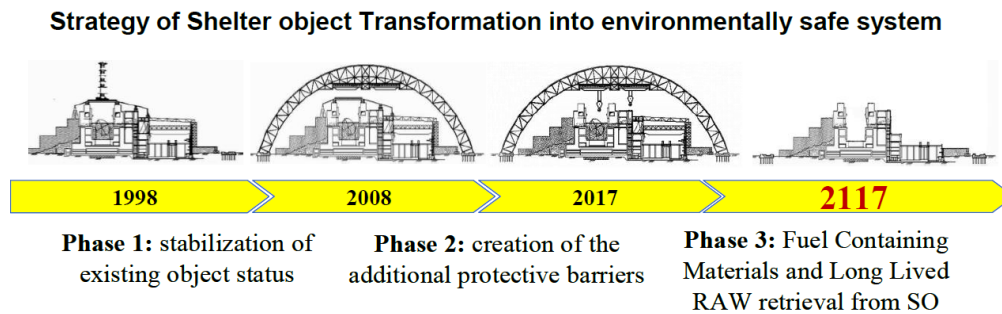 Strategy of Shelter object Transformation into environmentally safe system
1998
2008
2017
2117
Phase 1: stabilization of
existing object status
Phase 2: creation of the
additional protective barriers
Phase 3: Fuel Containing
Materials and Long Lived
RAW retrieval from SO